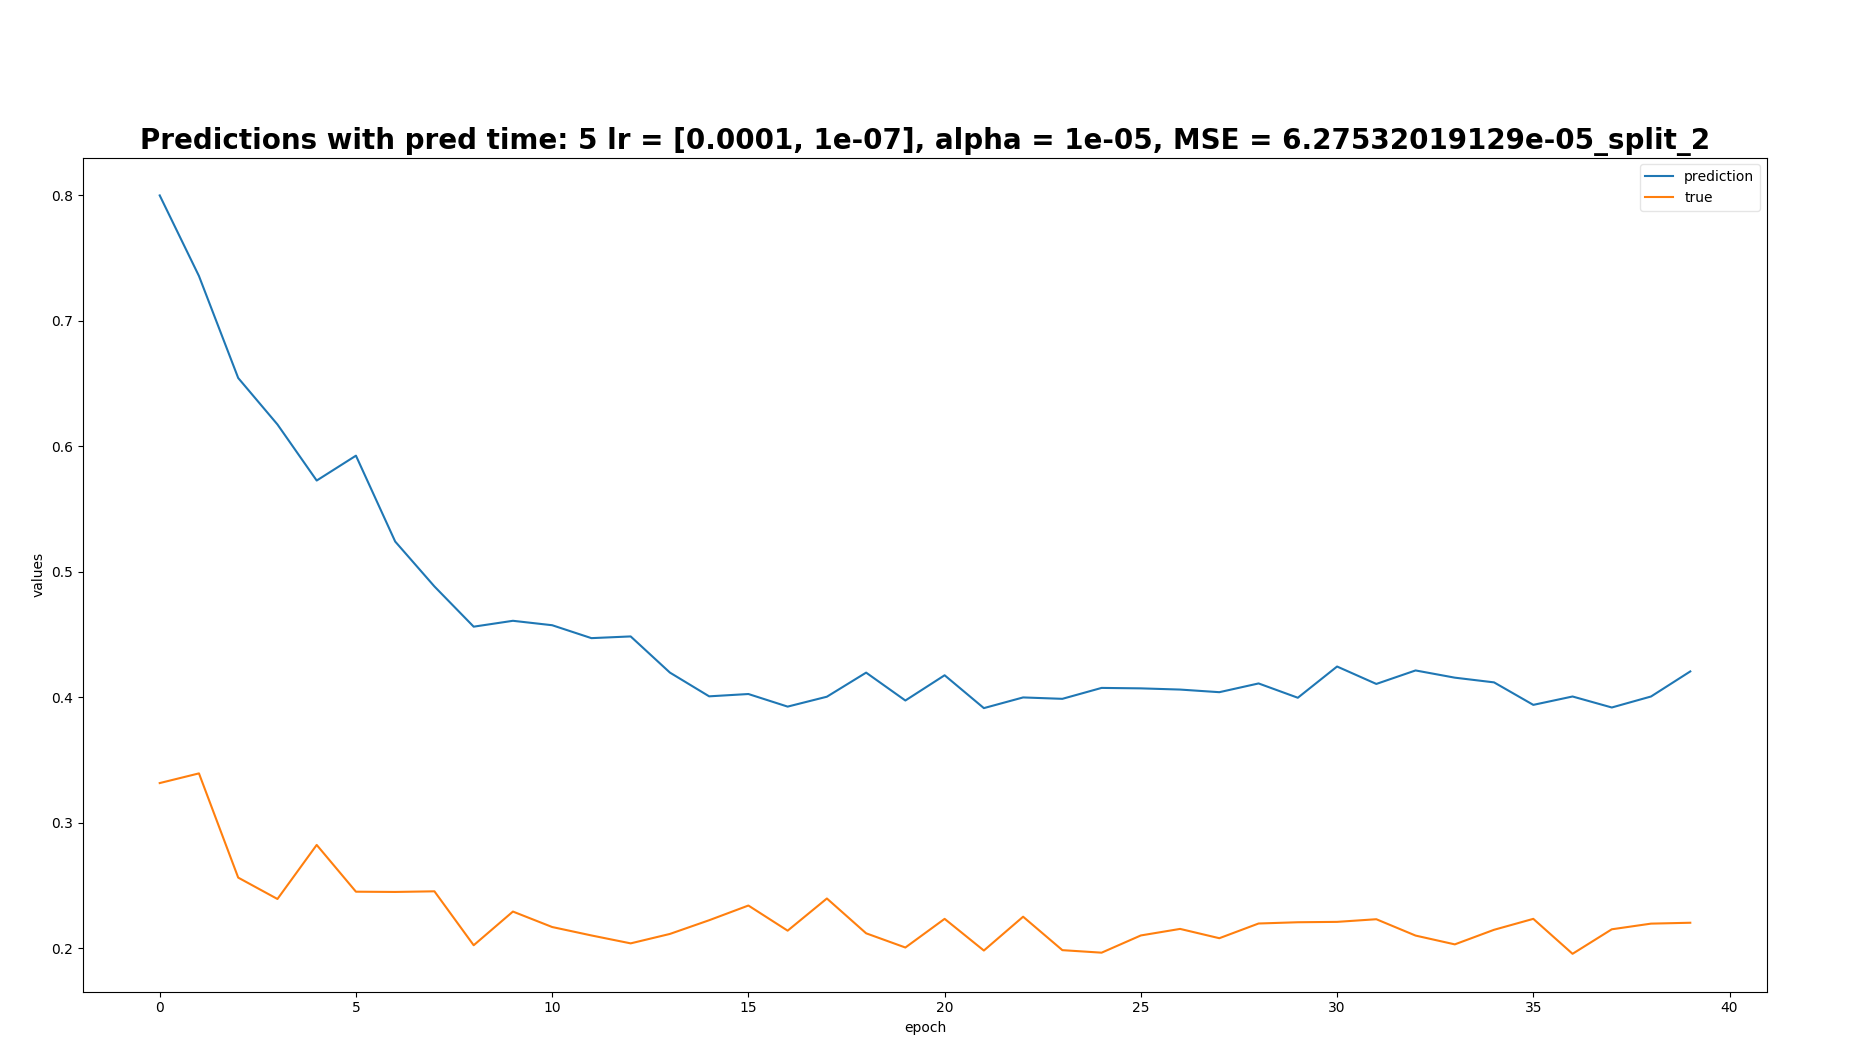 Predictions with pred time: 5 lr = [0.0001, 1e-07], alpha = 1e-05, MSE = 6.27532019129e-05_split_2
prediction
true
0.8
0.7
0.6
0.5
0.4
0.3
0.2
values
0 5 10 15 20 25 30 35 40
epoch